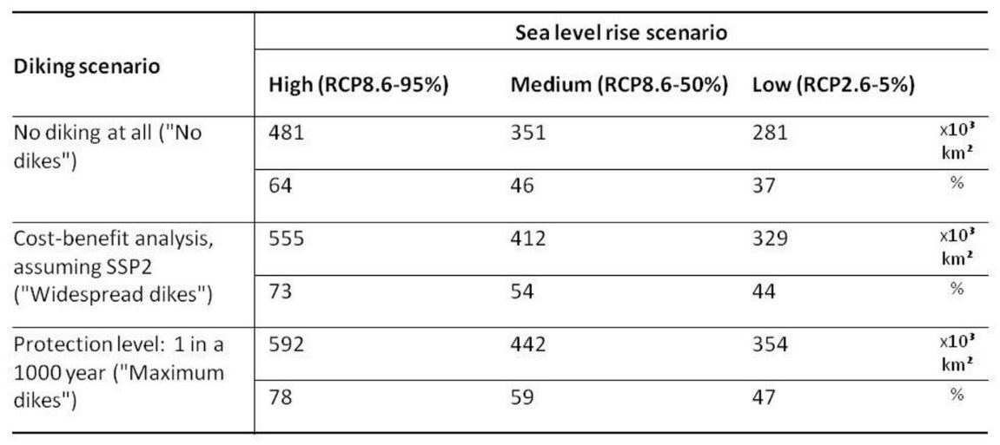 Sea level rise scenario
Diking scenario
High (RCP8.6-95%) Medium (RCP8.6-50%) Low (RCP2.6-5%)
No diking at all ("No
dikes")
481 351 281 x10³
km²
64 46 37 %
Cost-benefit analysis,
assuming SSP2
("Widespread dikes")
555 412 329 x10³
km²
73 54 44 %
Protection level: 1 in a
1000 year ("Maximum
dikes")
592 442 354 x10³
km²
78 59 47 %